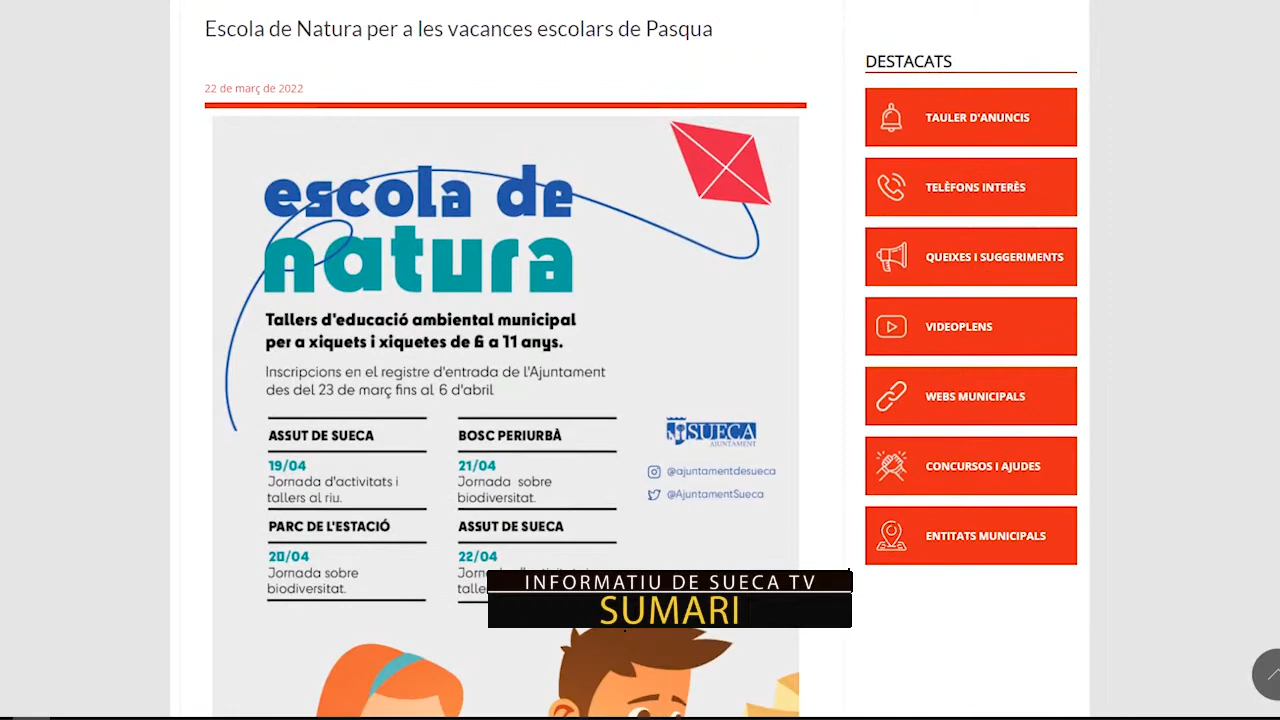 Escola de Natura per a les vacances escolars de Pasqua
22 de març de 2022
escola de
natura
Tallers d'educació ambiental municipal
per a xiquets i xiquetes de 6 a 11 anys.
Inscripcions en el registre d'entrada de l'Ajuntament
des del 23 de març fins al 6 d'abril
ASSUT DE SUECA
19/04
Jornada d'activitats i
tallers al riu.
BOSC PERIURBÀ
21/04
Jornada sobre
biodiversitat.
PARC DE L'ESTACIÓ
20/04
Jornada sobre
biodiversitat.
ASSUT DE SUECA
22/04
SUECA
AJUNTAMENT
@ajuntamentdesueca
@AjuntamentSueca
DESTACATS
TAULER D'ANUNCIS
TELÈFONS INTERÈS
QUEIXES I SUGGERIMENTS
VIDEOPLENS
WEBS MUNICIPALS
CONCURSOS I AJUDES
ENTITATS MUNICIPALS
INFORMATIU DE SUECA TV
SUMARI